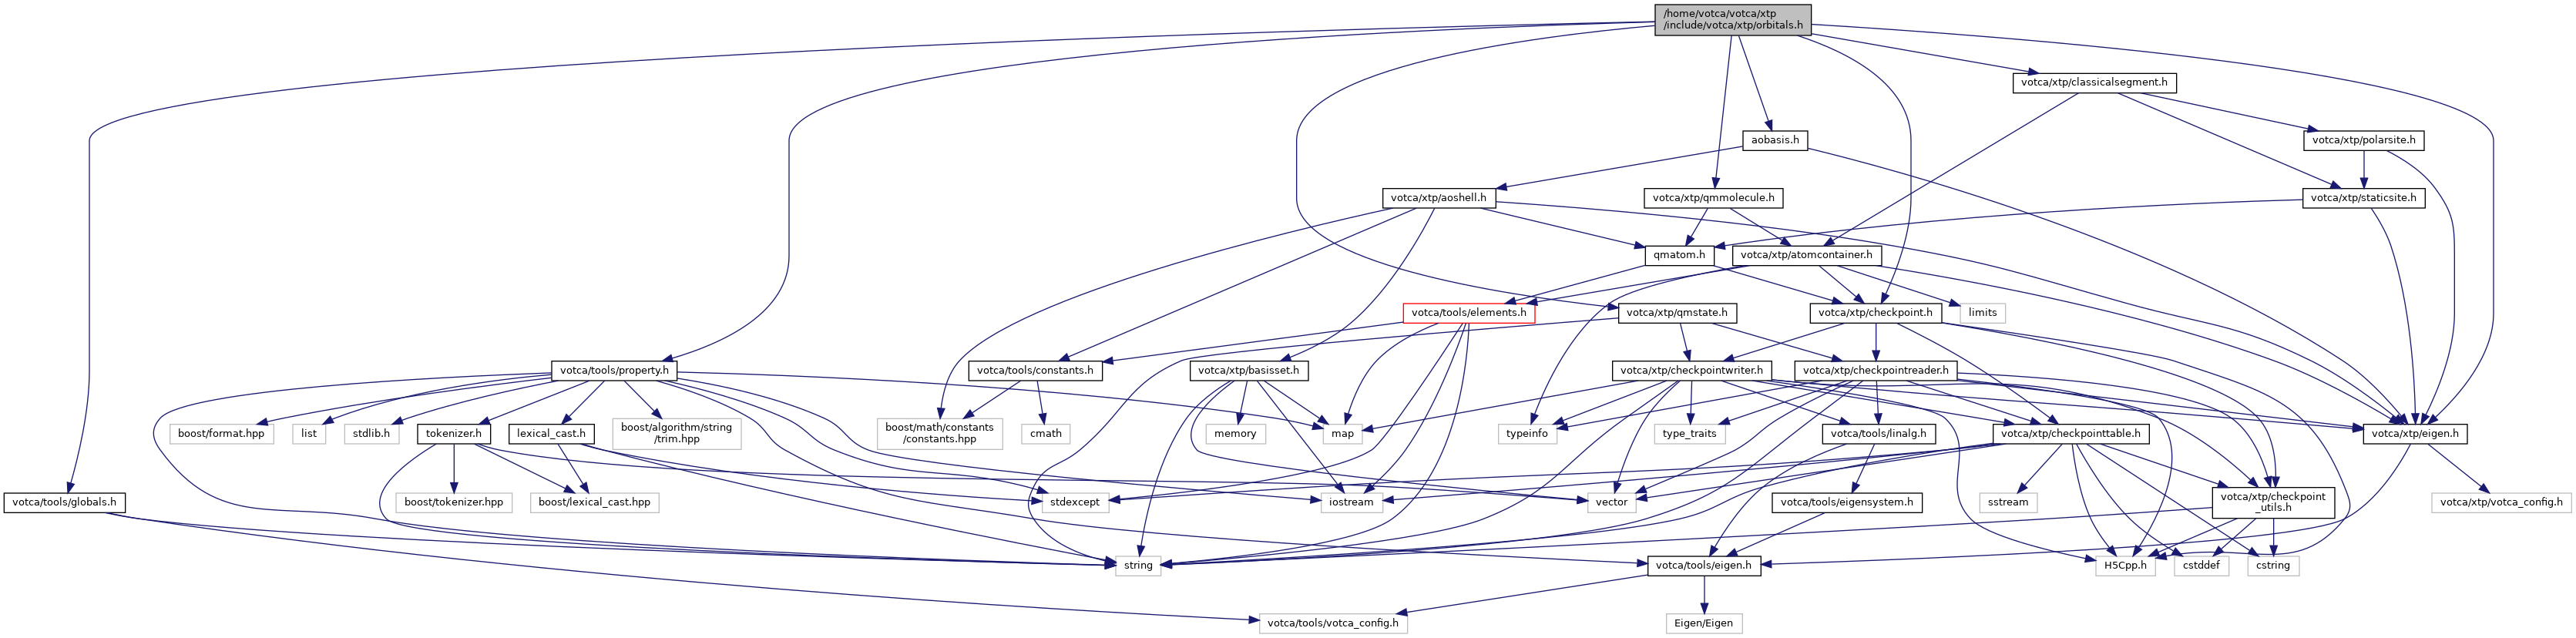 /home/votca/votca/xtp
/include/votca/xtp/orbitals.h
votca/xtp/classicalsegment.h
aobasis.h
votca/xtp/polarsite.h
votca/xtp/aoshell.h
votca/xtp/qmmolecule.h
votca/xtp/staticsite.h
qmatom.h
votca/xtp/atomcontainer.h
votca/tools/elements.h
votca/xtp/qmstate.h
votca/xtp/checkpoint.h
limits
votca/tools/property.h
votca/tools/constants.h
votca/xtp/basisset.h
votca/xtp/checkpointwriter.h
votca/xtp/checkpointreader.h
boost/format.hpp
list
stdlib.h
tokenizer.h
lexical_cast.h
boost/algorithm/string
/trim.hpp
boost/math/constants
/constants.hpp
cmath
memory
map
typeinfo
type_traits
votca/tools/linalg.h
votca/xtp/checkpointtable.h
votca/xtp/eigen.h
votca/tools/globals.h
boost/tokenizer.hpp
boost/lexical_cast.hpp
stdexcept
iostream
vector
votca/tools/eigensystem.h
sstream
votca/xtp/checkpoint
_utils.h
votca/xtp/votca_config.h
string
votca/tools/eigen.h
H5Cpp.h
cstddef
cstring
votca/tools/votca_config.h
Eigen/Eigen